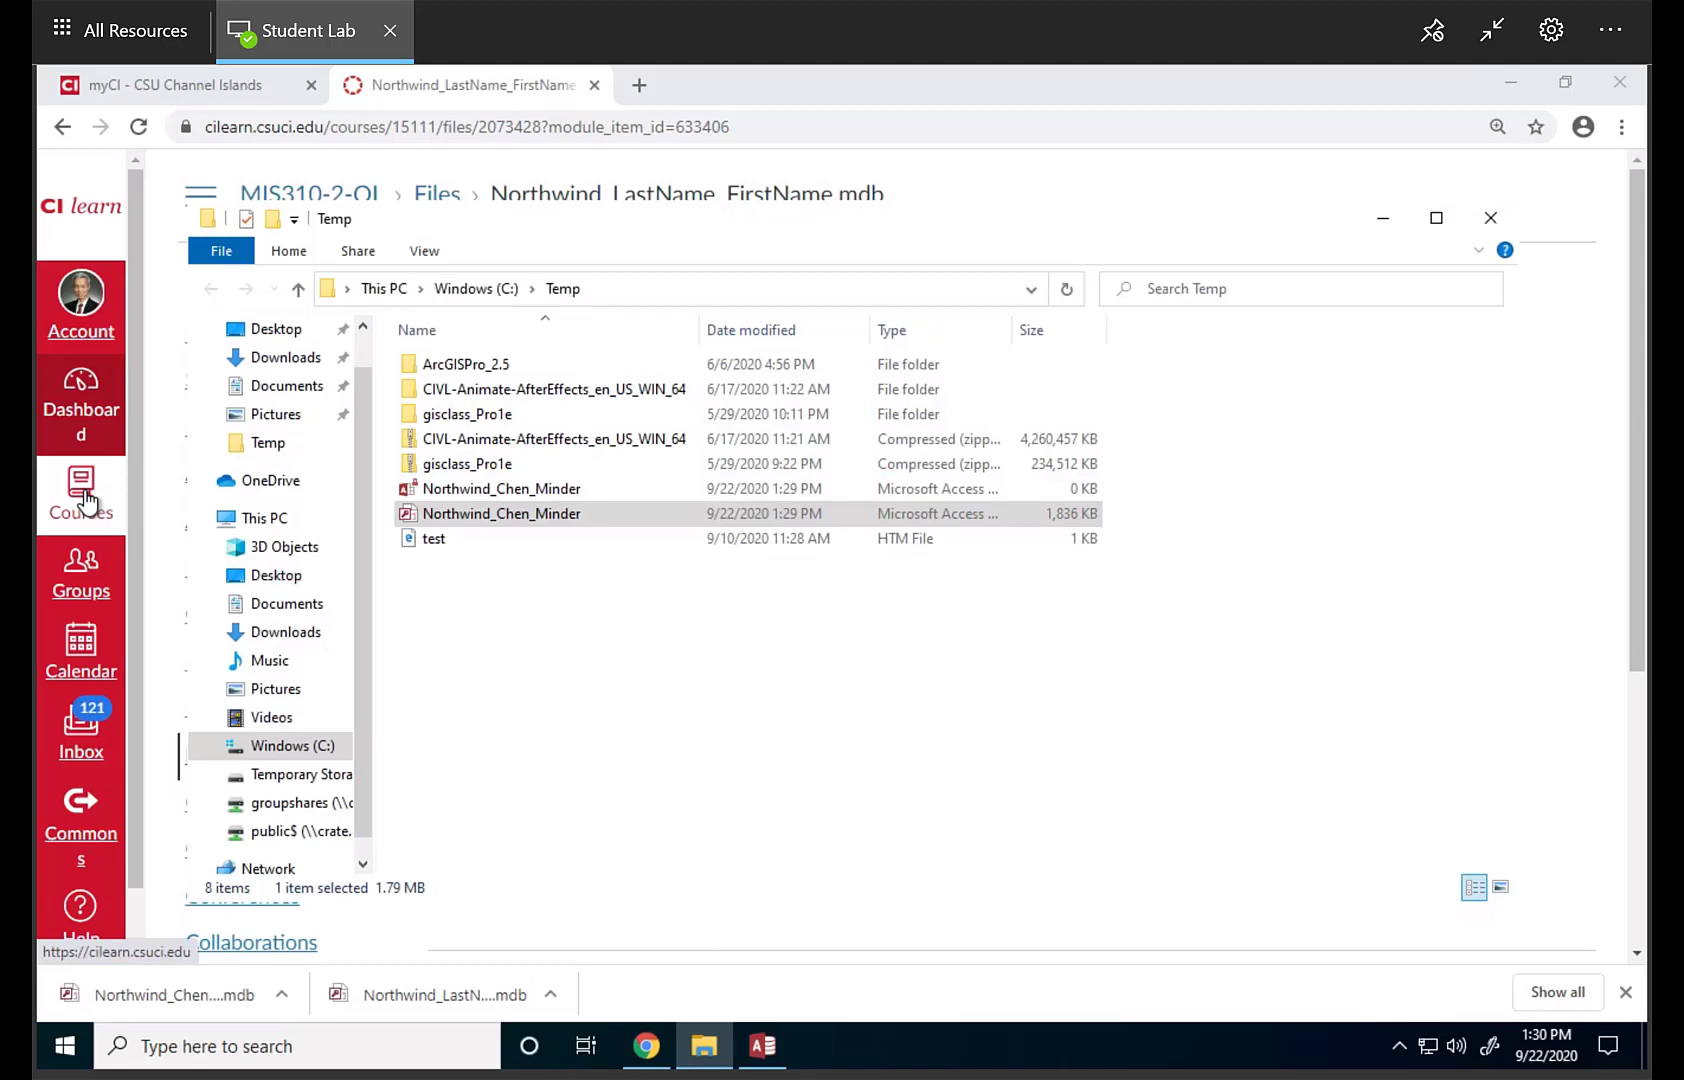 All Resources
Student Lab
myCI - CSU Channel Islands
Northwind_LastName_FirstName
cilearn.csuci.edu/courses/15111/files/2073428?module_item_id=633406
CI learn
MIS310-2-OL › Files › Northwind_LastName_FirstName.mdb
Temp
File Home Share View
This PC › Windows (C:) › Temp
Search Temp
Name Date modified Type Size
ArcGISPro_2.5 6/6/2020 4:56 PM File folder
CIVL-Animate-AfterEffects_en_US_WIN_64 6/17/2020 11:22 AM File folder
gisclass_Pro1e 5/29/2020 10:11 PM File folder
CIVL-Animate-AfterEffects_en_US_WIN_64 6/17/2020 11:21 AM Compressed (zipp... 4,260,457 KB
gisclass_Pro1e 5/29/2020 9:22 PM Compressed (zipp... 234,512 KB
Northwind_Chen_Minder 9/22/2020 1:29 PM Microsoft Access ... 0 KB
Northwind_Chen_Minder 9/22/2020 1:29 PM Microsoft Access ... 1,836 KB
test 9/10/2020 11:28 AM HTM File 1 KB
Desktop
Downloads
Documents
Pictures
Temp
OneDrive
This PC
3D Objects
Desktop
Documents
Downloads
Music
Pictures
Videos
Windows (C:)
Temporary Stora
groupshares (\\c
public$ (\\crate.
Network
8 items 1 item selected 1.79 MB
Account
Dashboar
d
Courses
Groups
Calendar
121
Inbox
Common
s
Help
https://cilearn.csuci.edu
Conferences
Collaborations
Northwind_Chen....mdb
Northwind_LastN....mdb
Show all
Type here to search
1:30 PM
9/22/2020